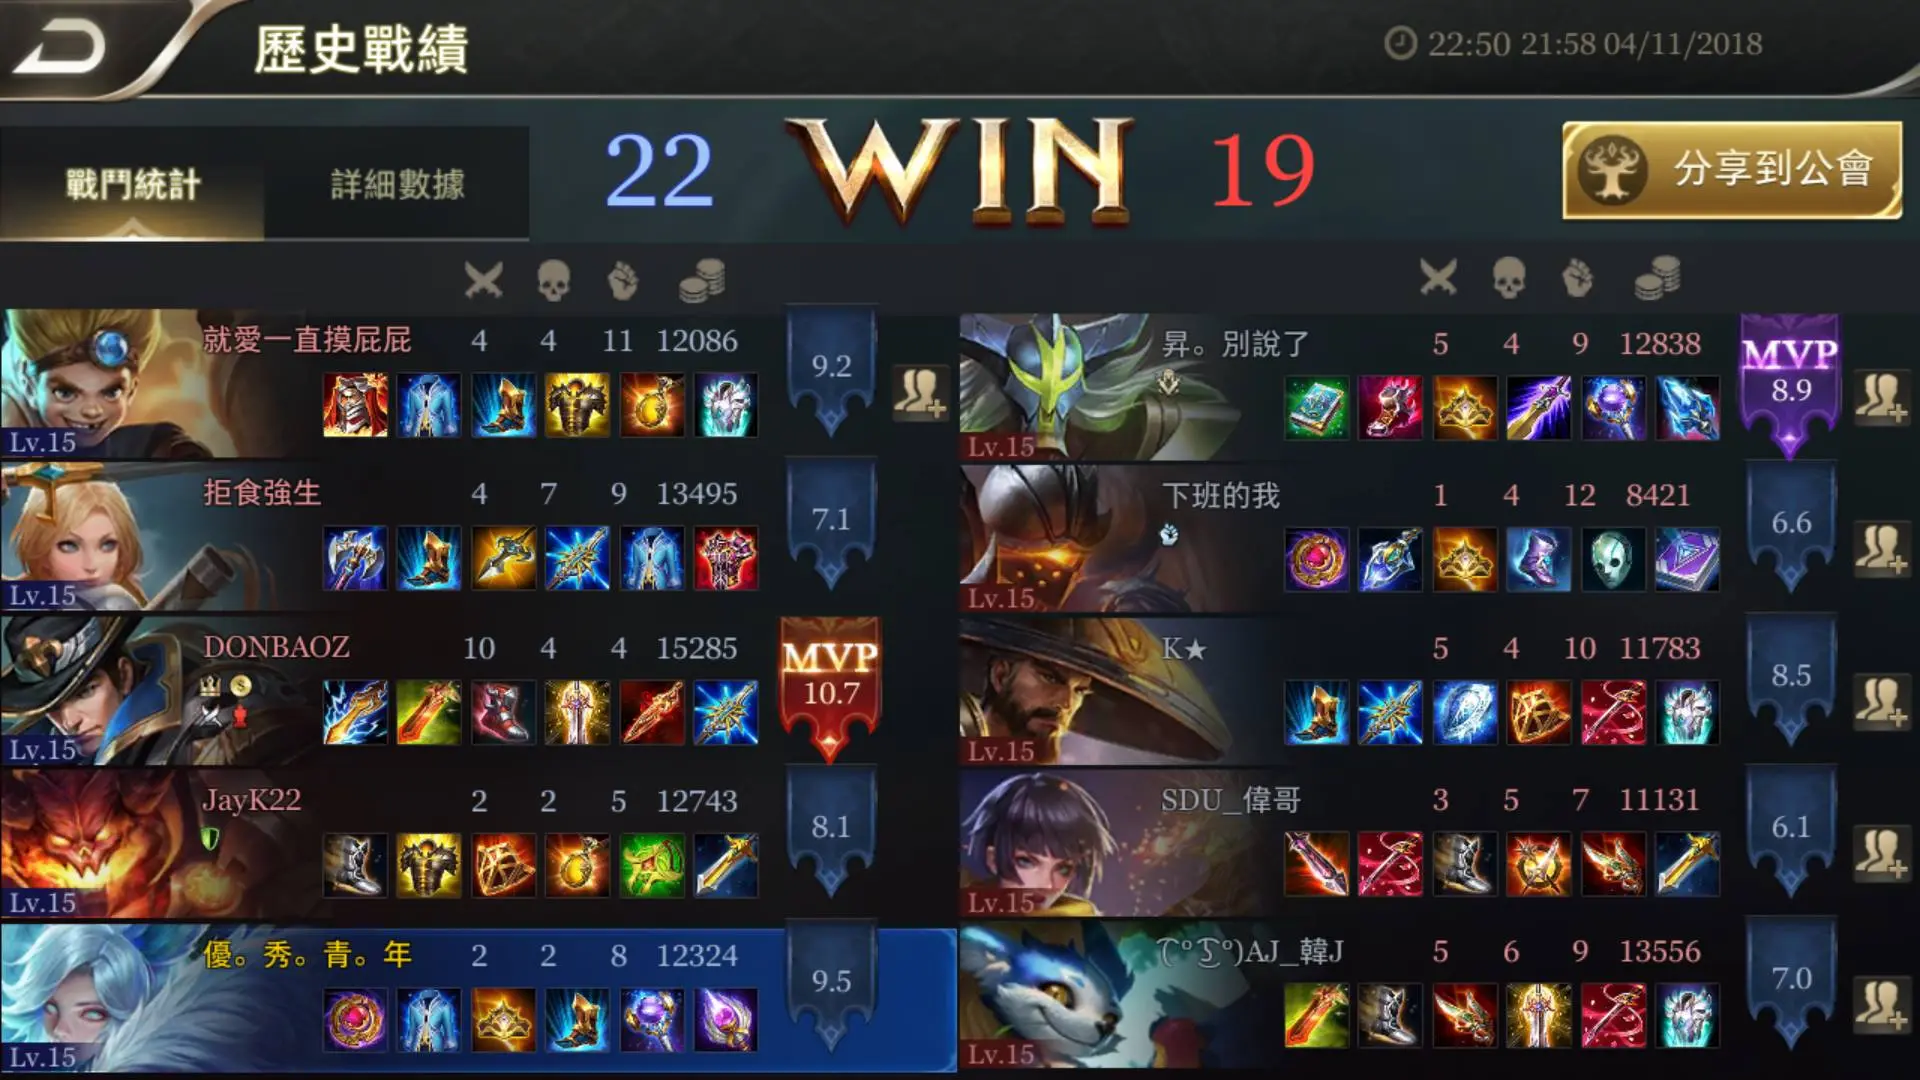 歷史戰績
22:50 21:58 04/11/2018
戰鬥統計
詳細數據
22 WIN 19
分享到公會
就愛一直摸屁屁 4 4 11 12086 9.2
Lv.15
拒食強生 4 7 9 13495 7.1
Lv.15
DONBAOZ 10 4 4 15285 MVP 10.7
Lv.15
JayK22 2 2 5 12743 8.1
Lv.15
優。秀。青。年 2 2 8 12324 9.5
Lv.15
昇。別說了 5 4 9 12838 MVP 8.9
Lv.15
下班的我 1 4 12 8421 6.6
Lv.15
K★ 5 4 10 11783 8.5
Lv.15
SDU_偉哥 3 5 7 11131 6.1
Lv.15
( ͡° ͜ʖ ͡°)AJ_韓J 5 6 9 13556 7.0
Lv.15